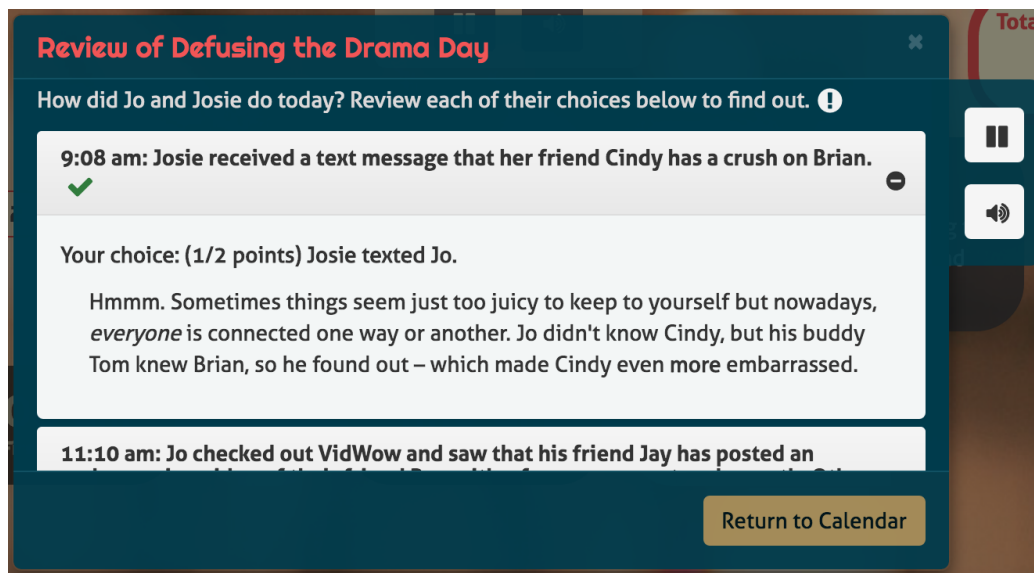 Tota
Review of Defusing the Drama Day
How did Jo and Josie do today? Review each of their choices below to find out.
9:08 am: Josie received a text message that her friend Cindy has a crush on Brian.
Your choice: (1/2 points) Josie texted Jo.
Hmmm. Sometimes things seem just too juicy to keep to yourself but nowadays,
everyone is connected one way or another. Jo didn't know Cindy, but his buddy
Tom knew Brian, so he found out – which made Cindy even more embarrassed.
11:10 am: Jo checked out VidWow and saw that his friend Jay has posted an
Return to Calendar